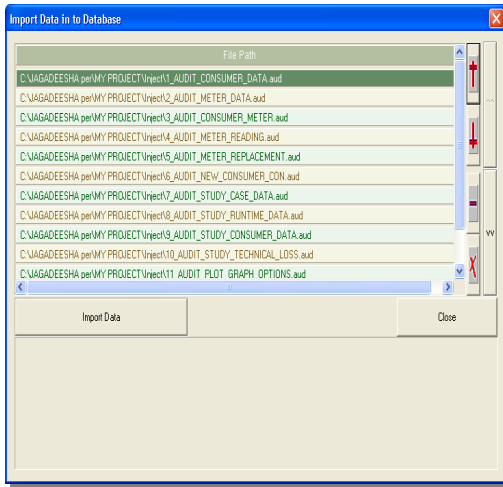 Import Data in to Database
File Path
C:\JAGADEESHA per\MY PROJECT\Inject\1_AUDIT_CONSUMER_DATA.aud
C:\JAGADEESHA per\MY PROJECT\Inject\2_AUDIT_METER_DATA.aud
C:\JAGADEESHA per\MY PROJECT\Inject\3_AUDIT_CONSUMER_METER.aud
C:\JAGADEESHA per\MY PROJECT\Inject\4_AUDIT_METER_READING.aud
C:\JAGADEESHA per\MY PROJECT\Inject\5_AUDIT_METER_REPLACEMENT.aud
C:\JAGADEESHA per\MY PROJECT\Inject\6_AUDIT_NEW_CONSUMER_CON.aud
C:\JAGADEESHA per\MY PROJECT\Inject\7_AUDIT_STUDY_CASE_DATA.aud
C:\JAGADEESHA per\MY PROJECT\Inject\8_AUDIT_STUDY_RUNTIME_DATA.aud
C:\JAGADEESHA per\MY PROJECT\Inject\9_AUDIT_STUDY_CONSUMER_DATA.aud
C:\JAGADEESHA per\MY PROJECT\Inject\10_AUDIT_STUDY_TECHNICAL_LOSS.aud
C:\JAGADEESHA per\MY PROJECT\Inject\11_AUDIT_PLOT_GRAPH_OPTIONS.aud
Import Data
Close